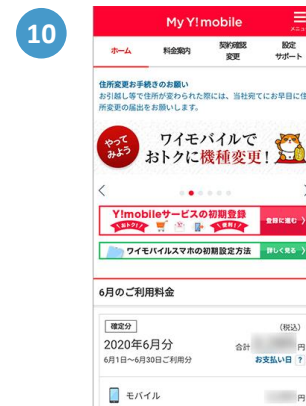 10
My Y!mobile
メニュー
ホーム
料金案内
契約確認
変更
設定
サポート
住所変更お手続きのお願い
お引越し等で住所が変わられた際には、当社宛てにお早目に住
所変更の届出をお願いします。
やって
みよう
ワイモバイルで
おトクに機種変更!
Y!mobileサービスの初期登録
おトク!
便利!
登録に進む
ワイモバイルスマホの初期設定方法
詳しく見る
6月のご利用料金
確定分
(税込)
2020年6月分
合計
円
6月1日～6月30日ご利用分
お支払い日 ?
モバイル
円